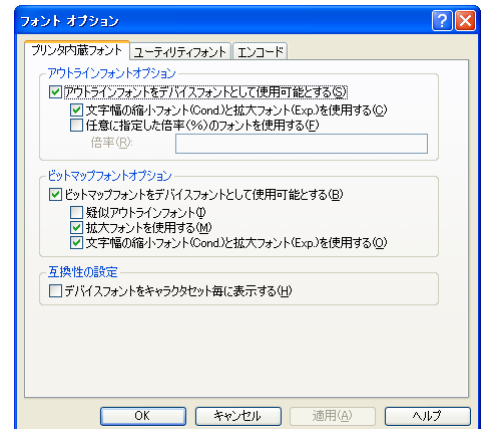 フォント オプション
プリンタ内蔵フォント ユーティリティフォント エンコード
アウトラインフォントオプション
アウトラインフォントをデバイスフォントとして使用可能とする(S)
文字幅の縮小フォント(Cond.)と拡大フォント(Exp.)を使用する(C)
任意に指定した倍率(%)のフォントを使用する(F)
倍率(R):
ビットマップフォントオプション
ビットマップフォントをデバイスフォントとして使用可能とする(B)
疑似アウトラインフォント(I)
拡大フォントを使用する(M)
文字幅の縮小フォント(Cond.)と拡大フォント(Exp.)を使用する(O)
互換性の設定
デバイスフォントをキャラクタセット毎に表示する(H)
OK キャンセル 適用(A) ヘルプ